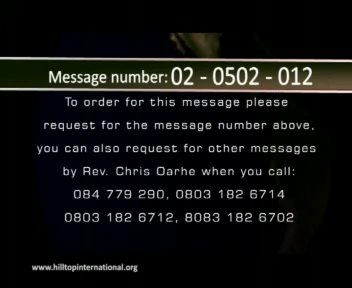 Message number: 02 - 0502 - 012
To order for this message please
request for the message number above,
you can also request for other messages
by Rev. Chris Oarhe when you call:
084 779 290, 0803 182 6714
0803 182 6712, 8083 182 6702
www.hilltopinternational.org